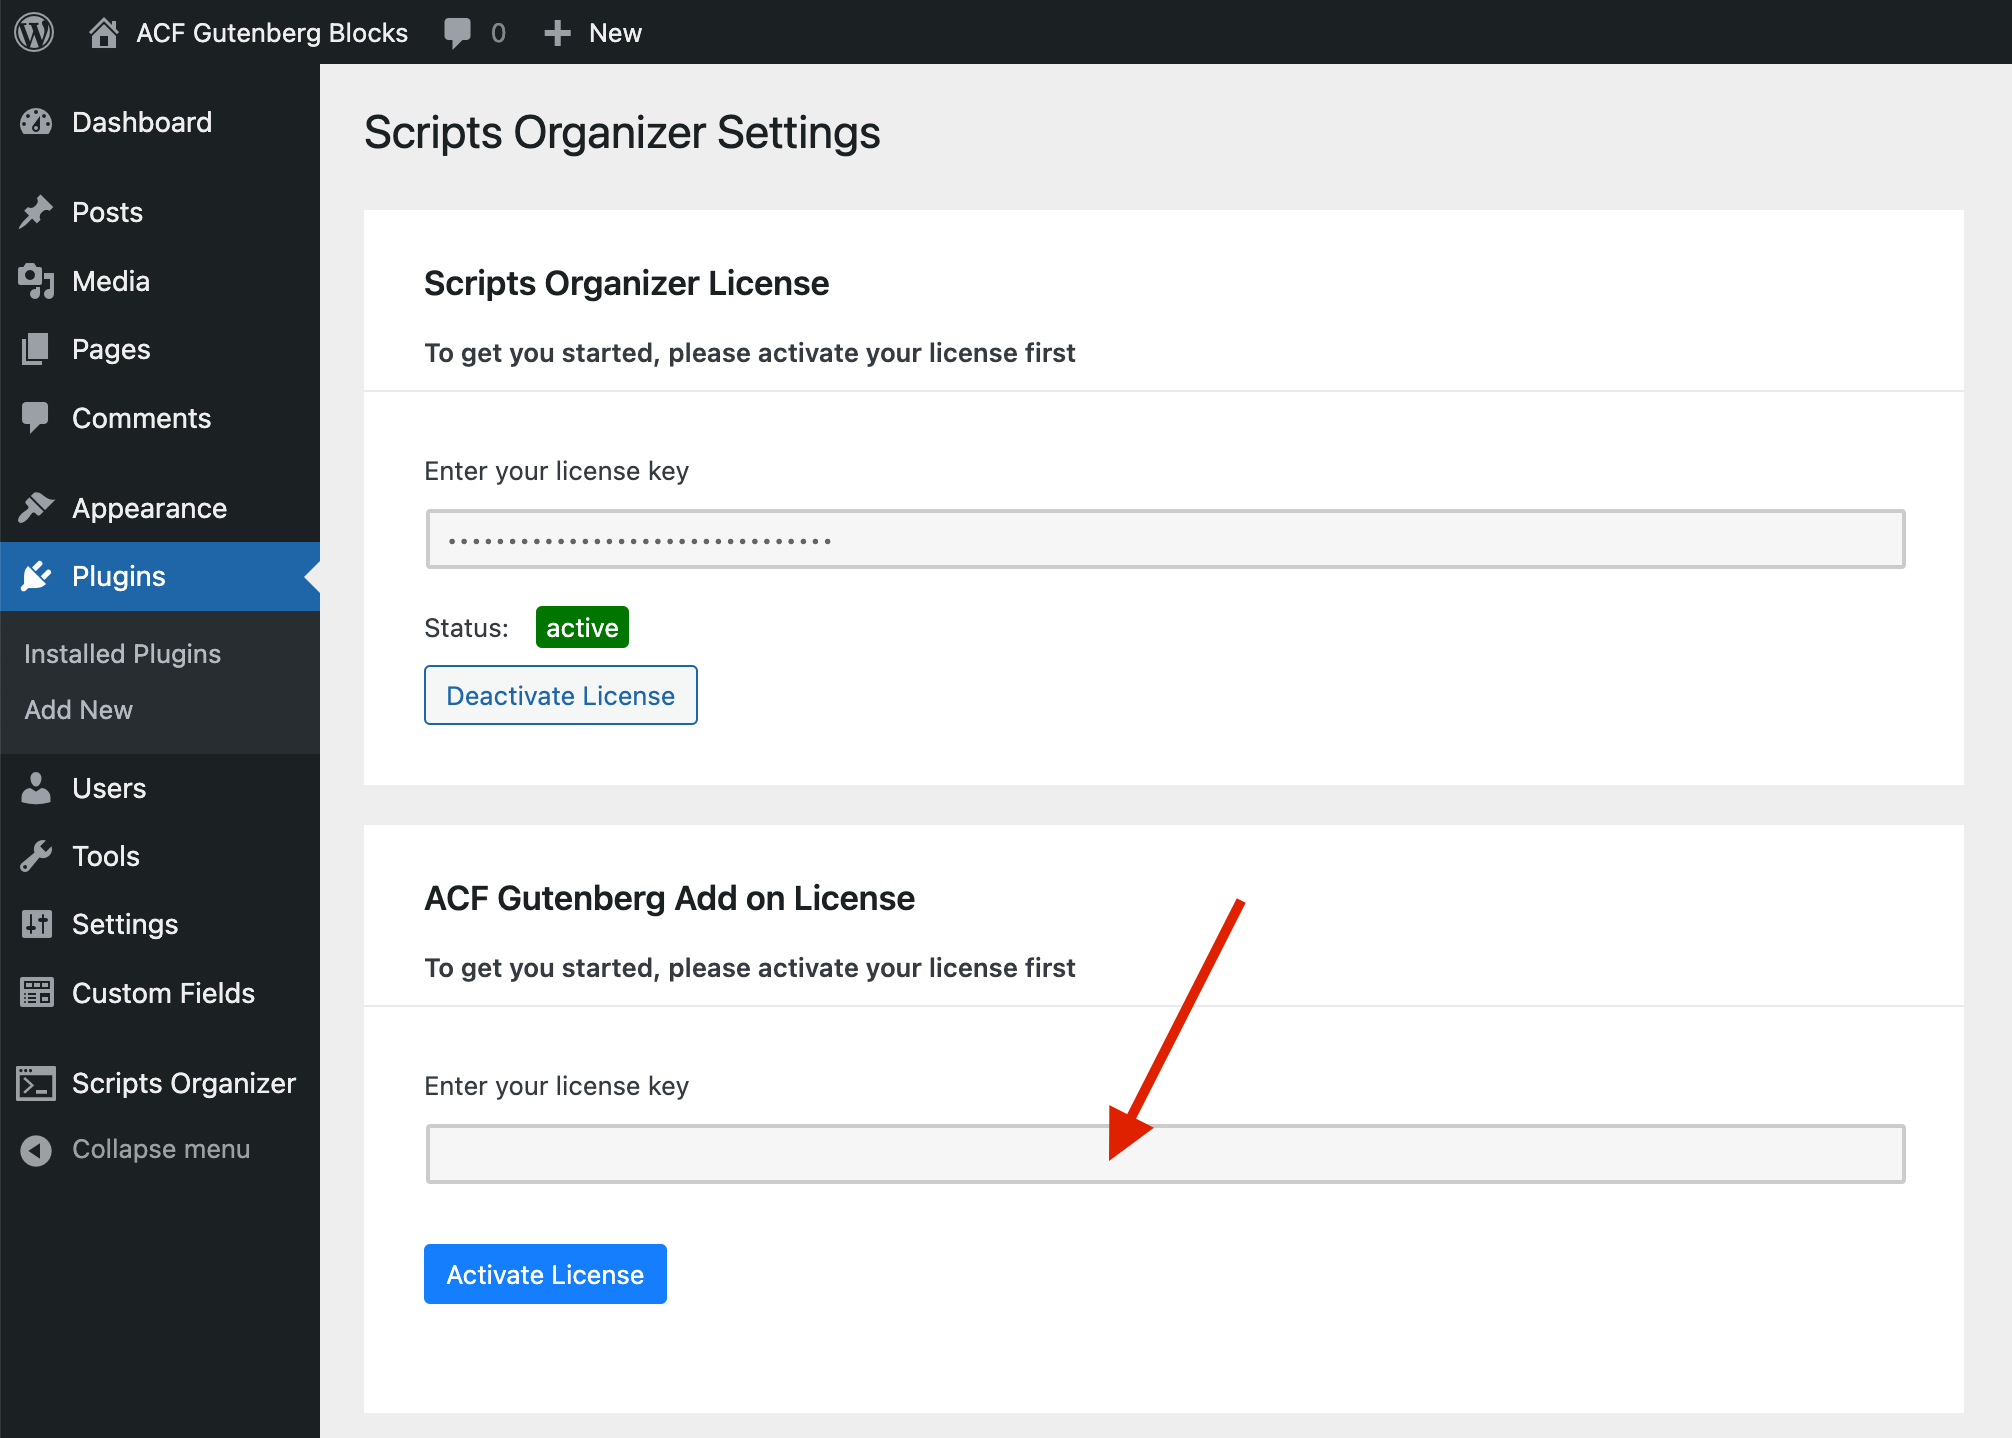 ACF Gutenberg Blocks 0 New
Dashboard
Posts
Media
Pages
Comments
Appearance
Plugins
Installed Plugins
Add New
Users
Tools
Settings
Custom Fields
Scripts Organizer
Collapse menu
Scripts Organizer Settings
Scripts Organizer License
To get you started, please activate your license first
Enter your license key
••••••••••••••••••••••••••••••••
Status: active
Deactivate License
ACF Gutenberg Add on License
To get you started, please activate your license first
Enter your license key
Activate License